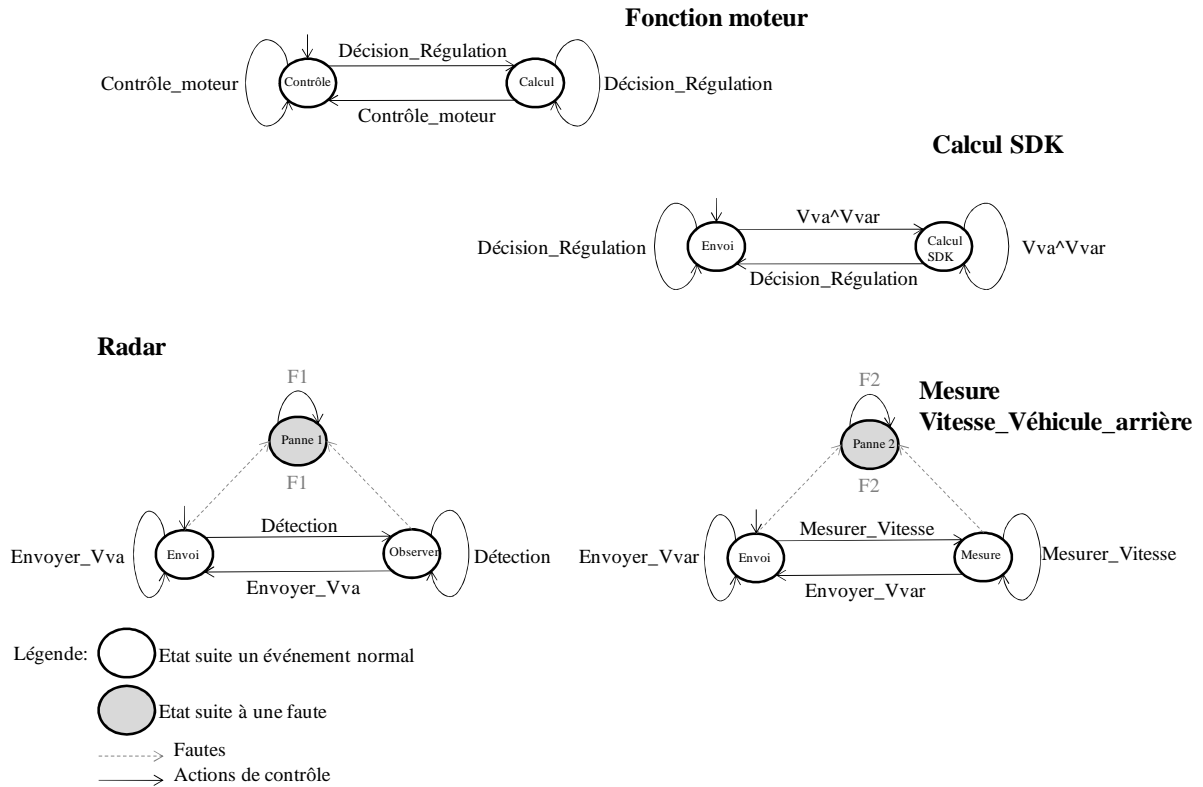 Fonction moteur
Décision_Régulation
Contrôle_moteur
Contrôle
Calcul
Décision_Régulation
Contrôle_moteur
Calcul SDK
Vva^Vvar
Décision_Régulation
Envoi
Calcul
SDK
Vva^Vvar
Décision_Régulation
Radar
F1
Panne 1
F1
Détection
Envoyer_Vva
Envoi
Observer
Détection
Envoyer_Vva
Mesure
Vitesse_Véhicule_arrière
F2
Panne 2
F2
Mesurer_Vitesse
Envoyer_Vvar
Envoi
Mesure
Mesurer_Vitesse
Envoyer_Vvar
Légende:
Etat suite un événement normal
Etat suite à une faute
Fautes
Actions de contrôle